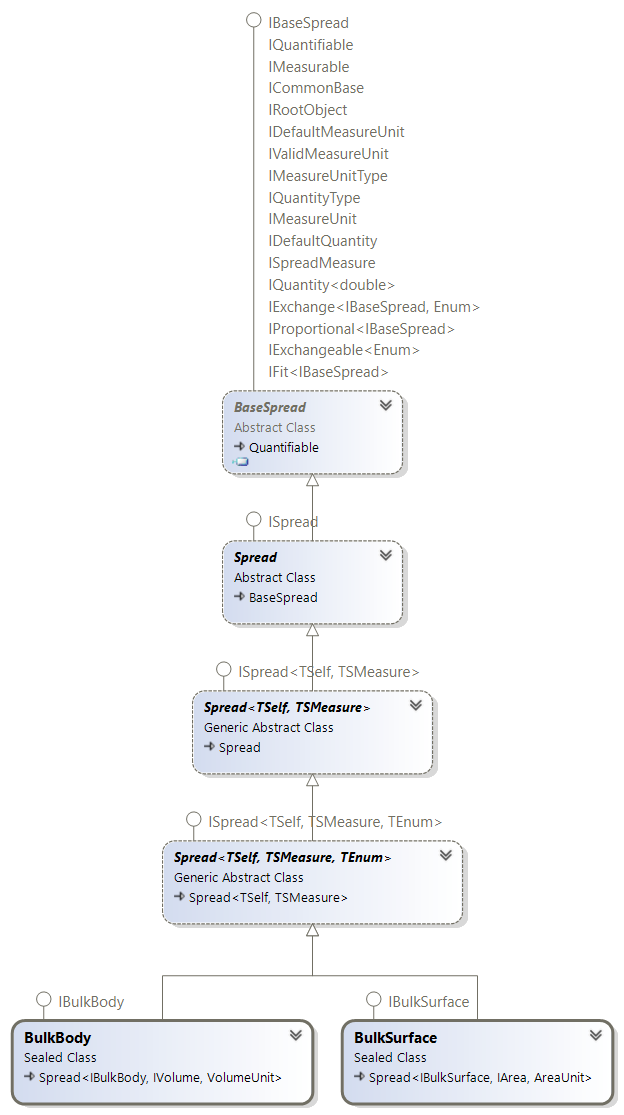 IBaseSpread
IQuantifiable
IMeasurable
ICommonBase
IRootObject
IDefaultMeasureUnit
IValidMeasureUnit
IMeasureUnitType
IQuantityType
IMeasureUnit
IDefaultQuantity
ISpreadMeasure
IQuantity<double>
IExchange<IBaseSpread, Enum>
IProportional<IBaseSpread>
IExchangeable<Enum>
IFit<IBaseSpread>
BaseSpread
Abstract Class
Quantifiable
ISpread
Spread
Abstract Class
BaseSpread
ISpread<TSelf, TSMeasure>
Spread<TSelf, TSMeasure>
Generic Abstract Class
Spread
ISpread<TSelf, TSMeasure, TEnum>
Spread<TSelf, TSMeasure, TEnum>
Generic Abstract Class
Spread<TSelf, TSMeasure>
IBulkBody
BulkBody
Sealed Class
Spread<IBulkBody, IVolume, VolumeUnit>
IBulkSurface
BulkSurface
Sealed Class
Spread<IBulkSurface, IArea, AreaUnit>